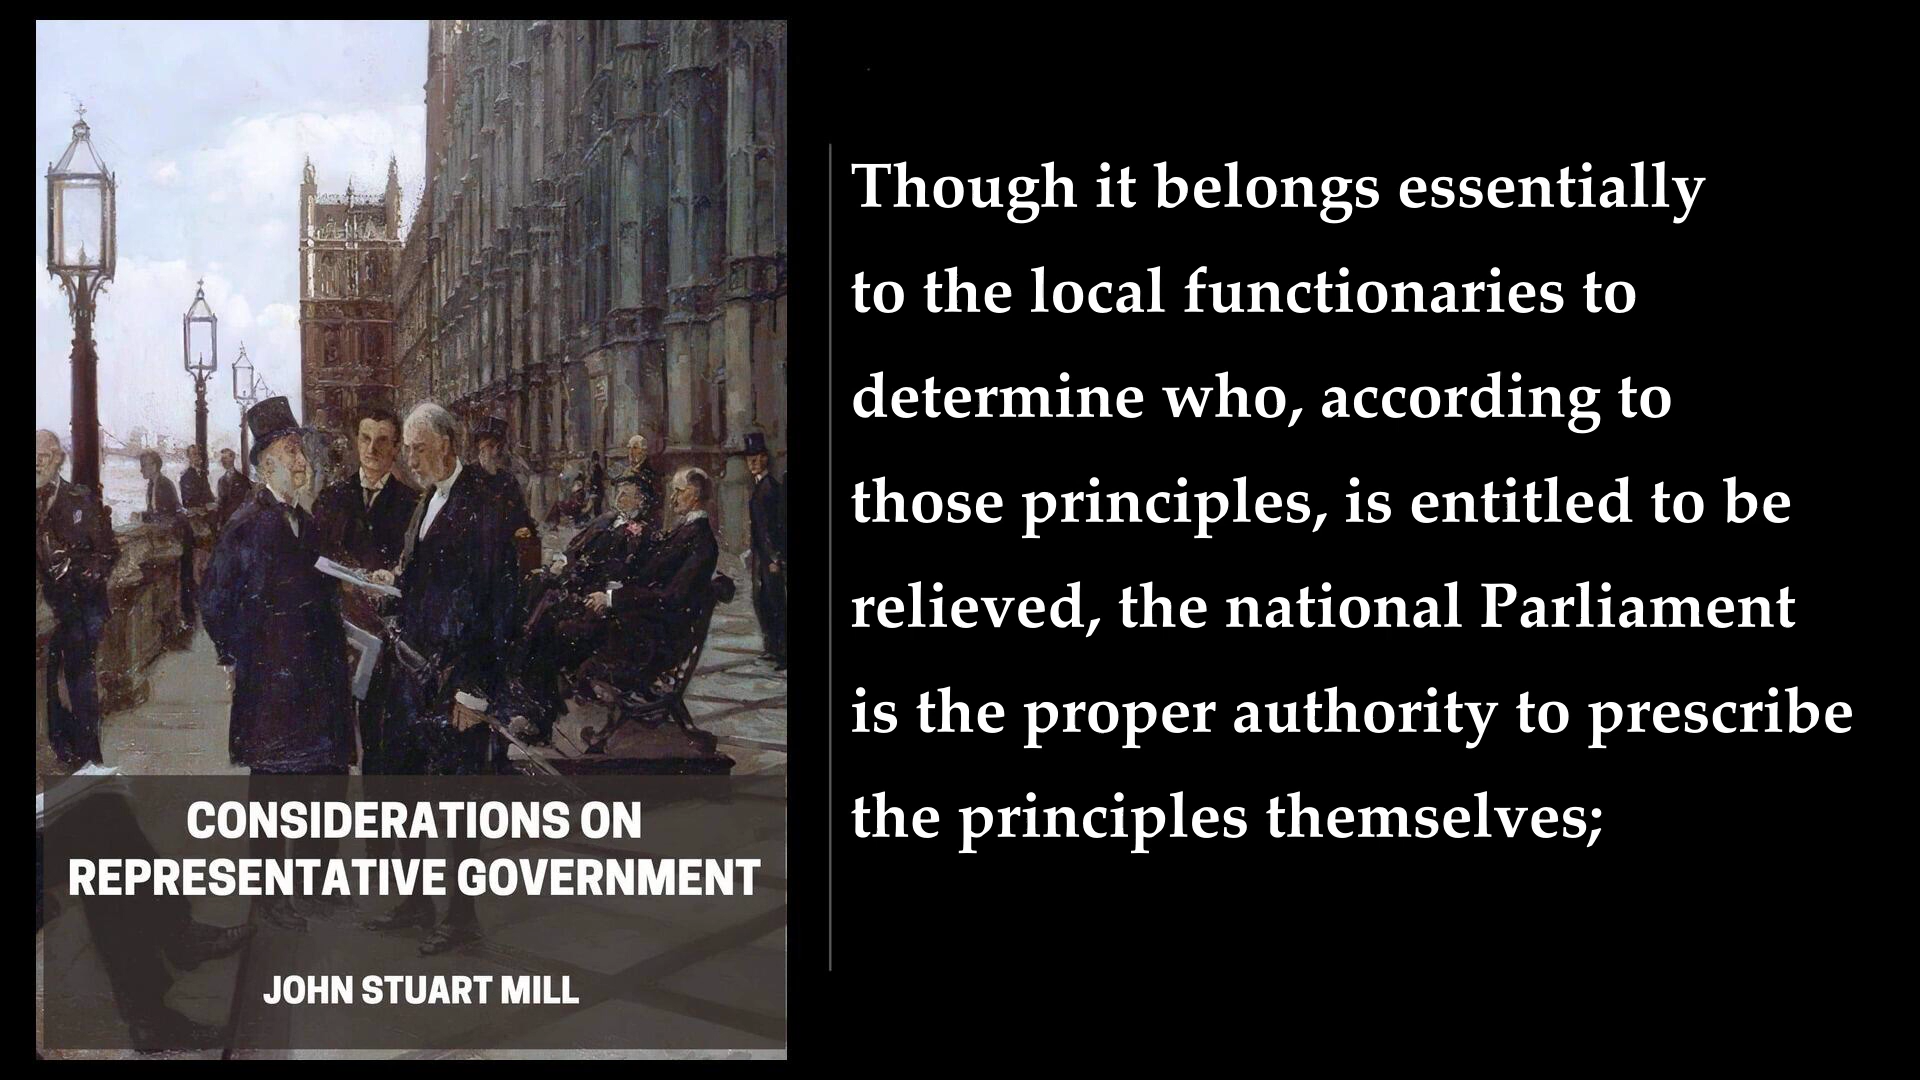 CONSIDERATIONS ON
REPRESENTATIVE GOVERNMENT
JOHN STUART MILL
Though it belongs essentially
to the local functionaries to
determine who, according to
those principles, is entitled to be
relieved, the national Parliament
is the proper authority to prescribe
the principles themselves;